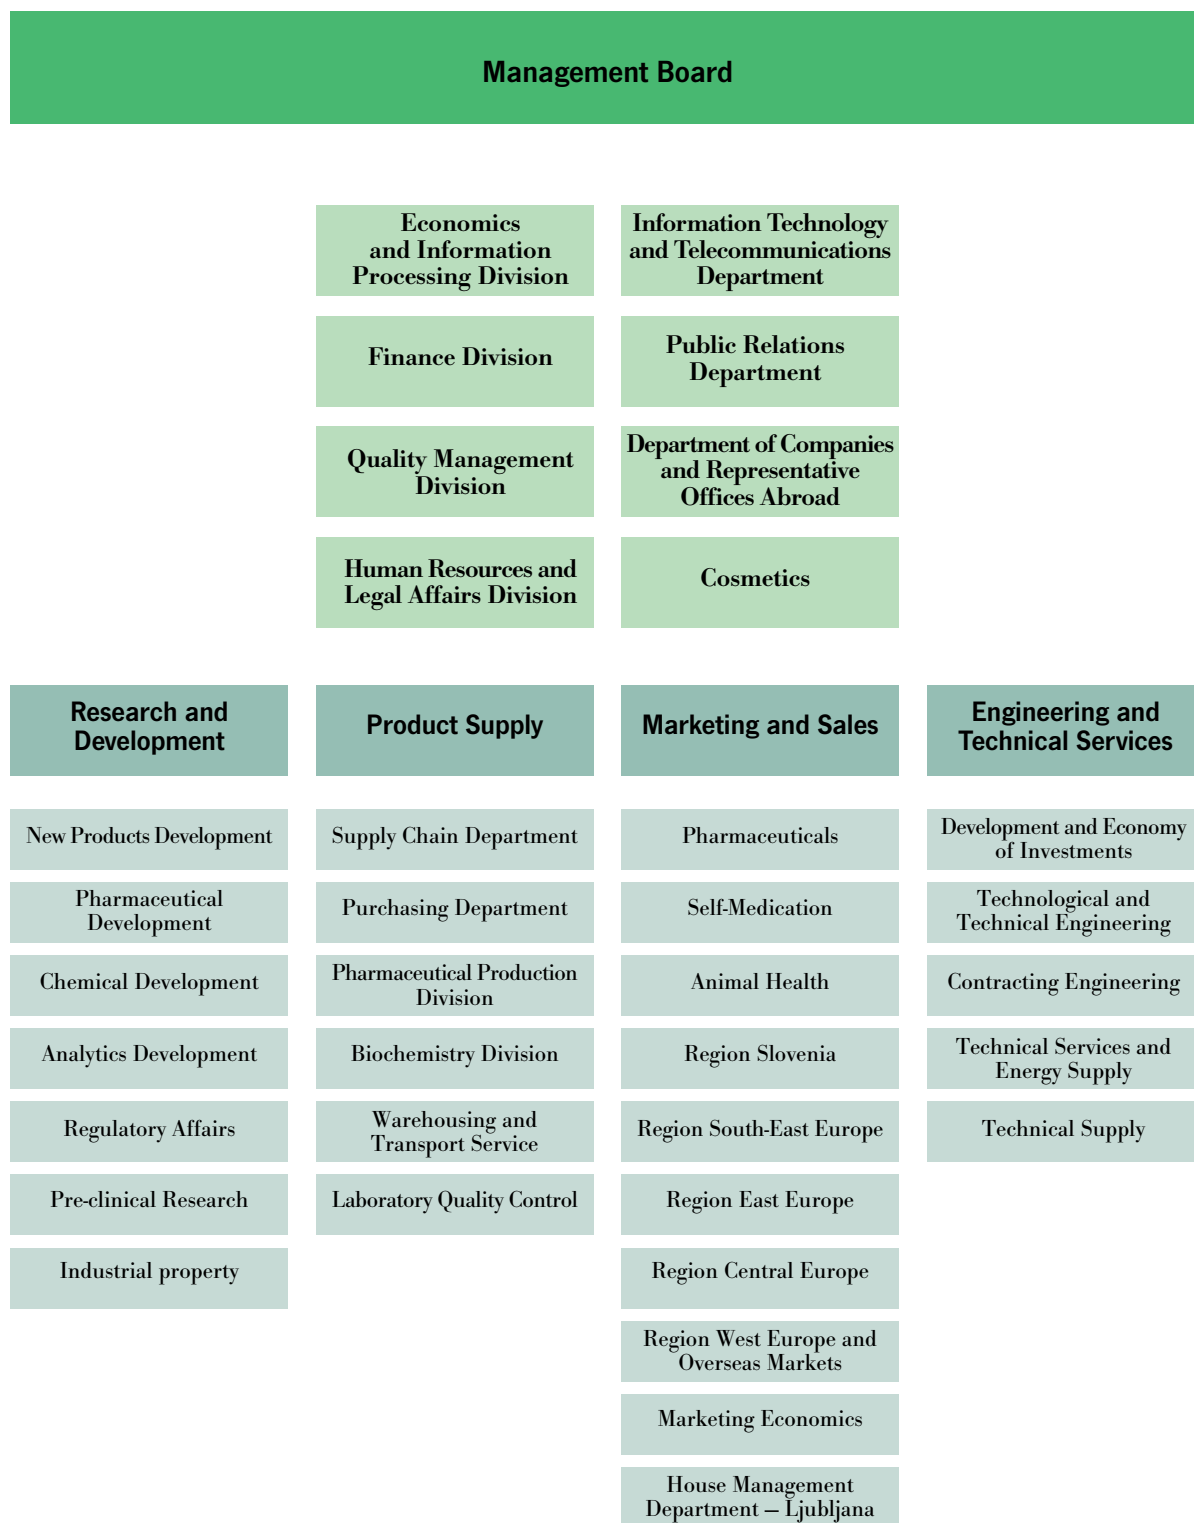 Management Board
Economics
and Information
Processing Division
Information Technology
and Telecommunications
Department
Finance Division
Public Relations
Department
Quality Management
Division
Department of Companies
and Representative
Offices Abroad
Human Resources and
Legal Affairs Division
Cosmetics
Research and
Development
New Products Development
Pharmaceutical
Development
Chemical Development
Analytics Development
Regulatory Affairs
Pre-clinical Research
Industrial property
Product Supply
Supply Chain Department
Purchasing Department
Pharmaceutical Production
Division
Biochemistry Division
Warehousing and
Transport Service
Laboratory Quality Control
Marketing and Sales
Pharmaceuticals
Self-Medication
Animal Health
Region Slovenia
Region South-East Europe
Region East Europe
Region Central Europe
Region West Europe and
Overseas Markets
Marketing Economics
House Management
Department – Ljubljana
Engineering and
Technical Services
Development and Economy
of Investments
Technological and
Technical Engineering
Contracting Engineering
Technical Services and
Energy Supply
Technical Supply